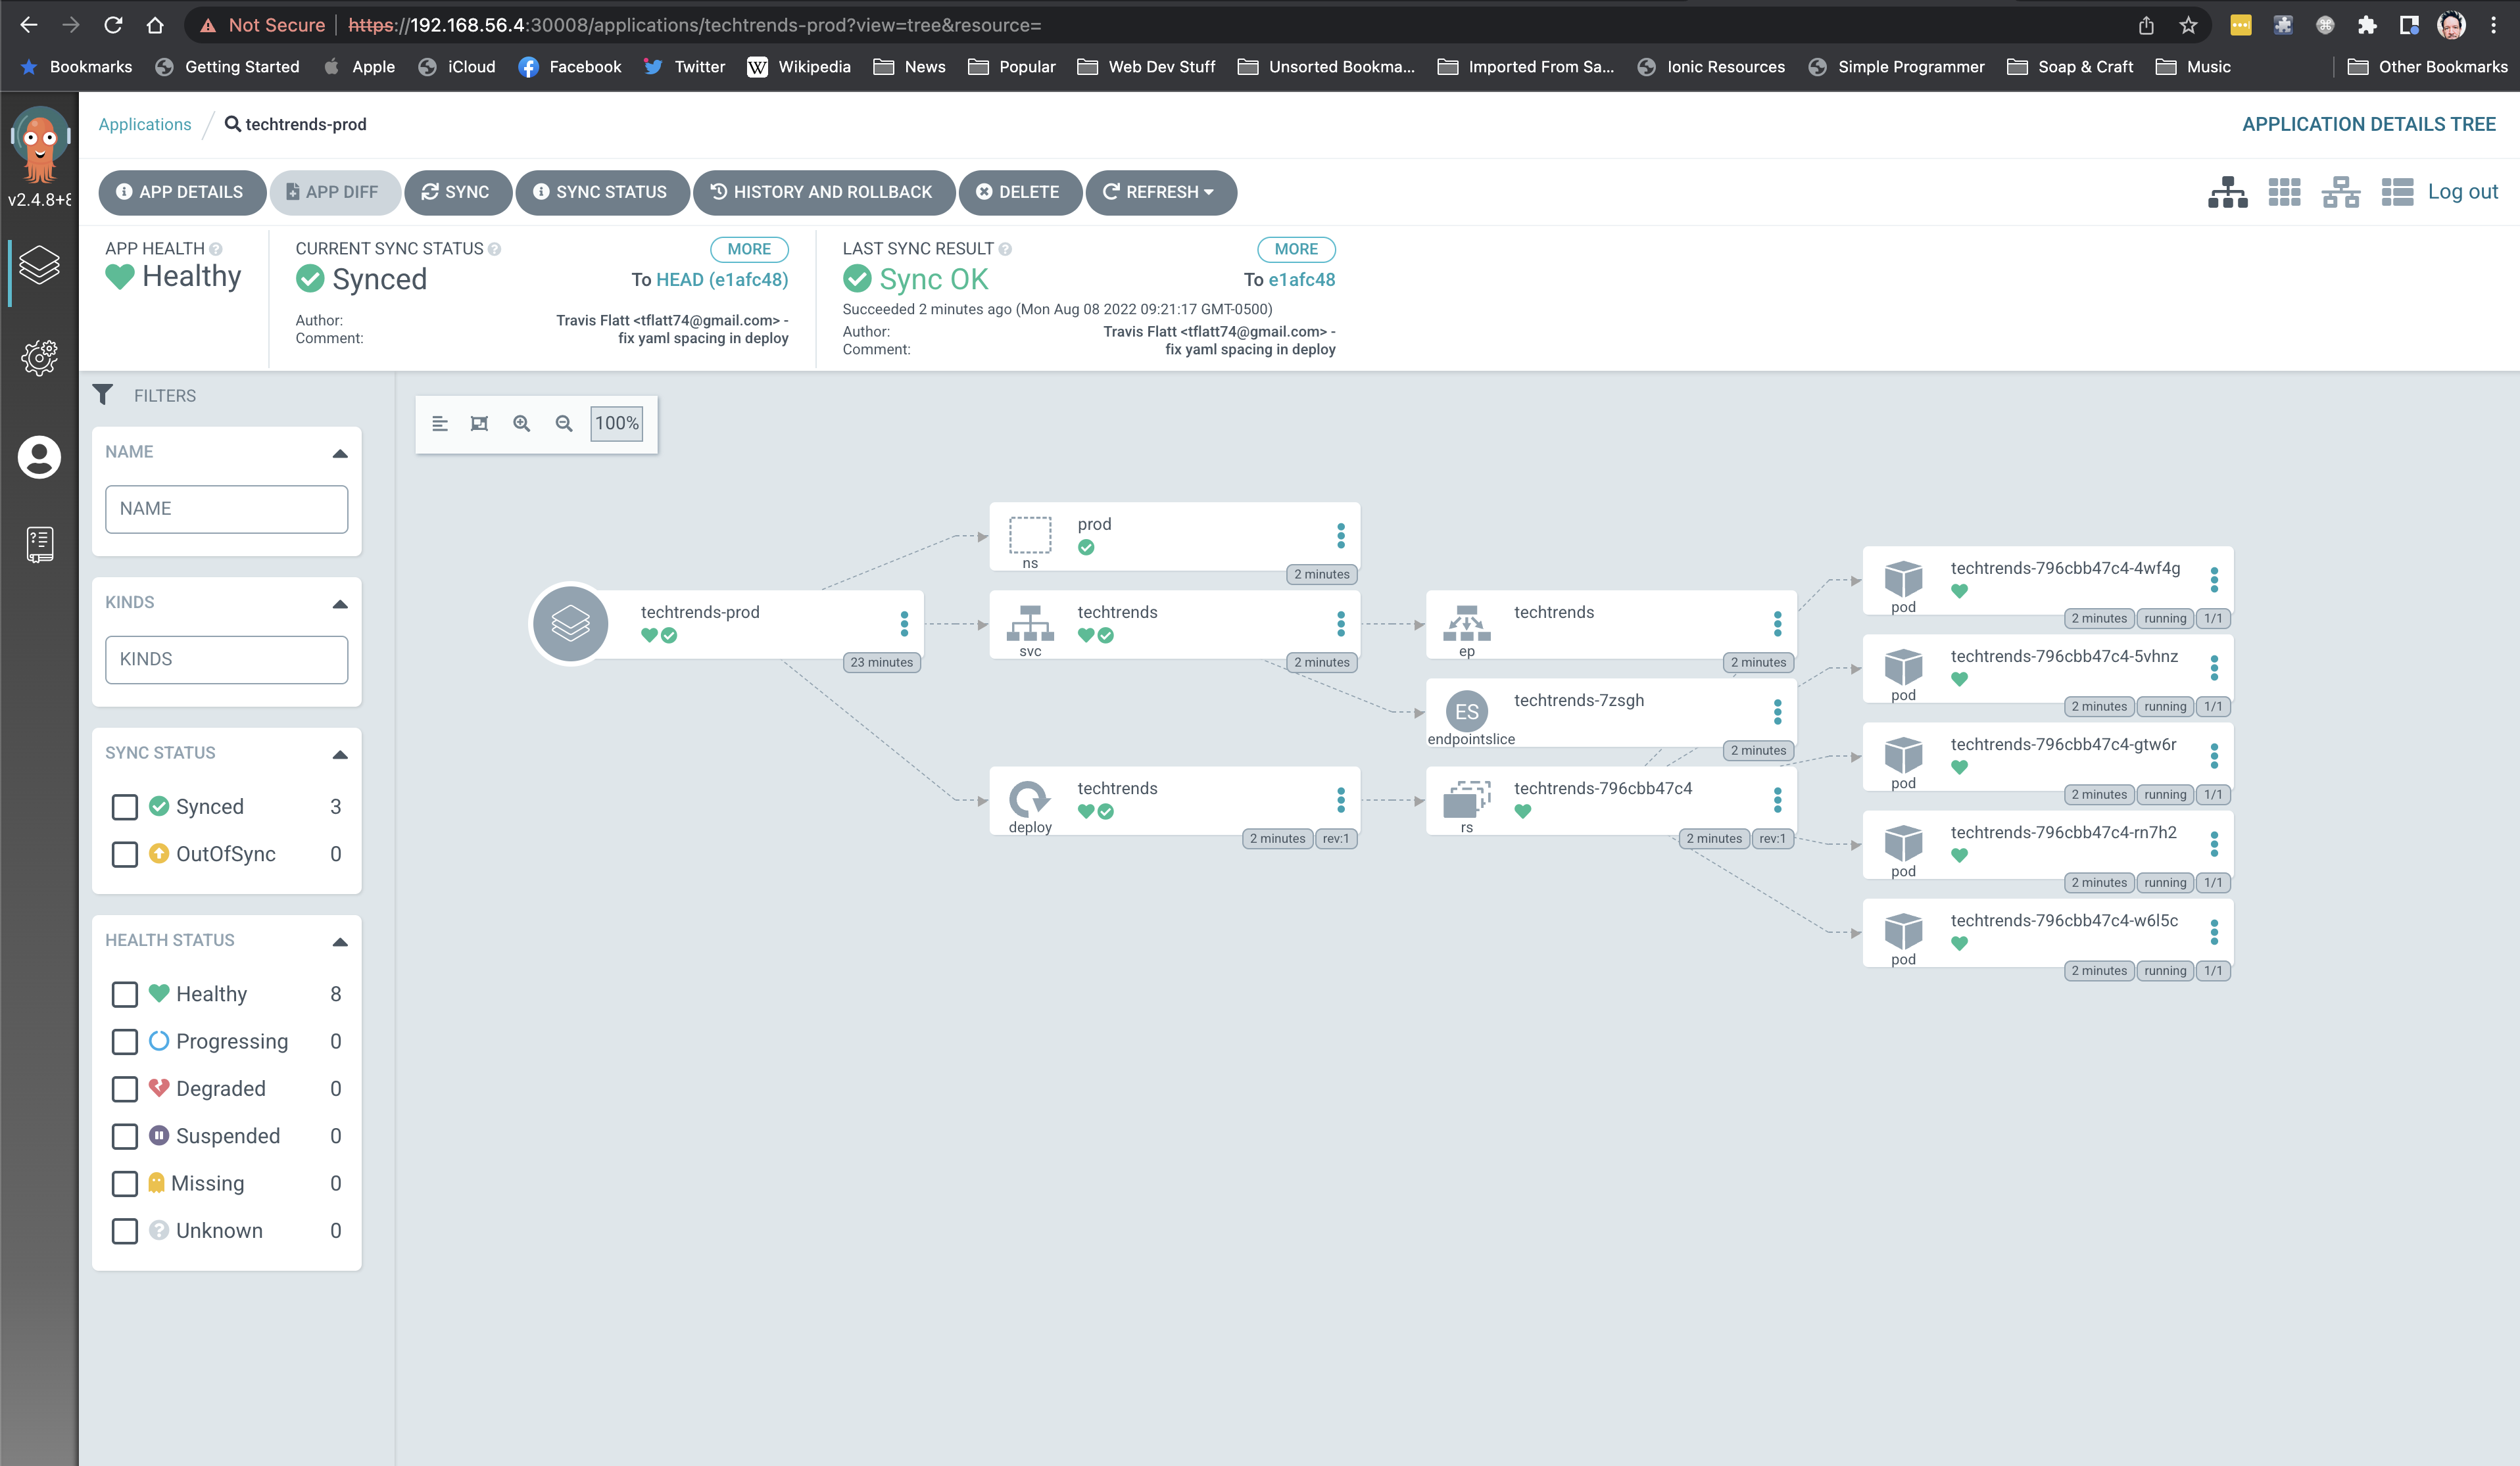 Not Secure | https://192.168.56.4:30008/applications/techtrends-prod?view=tree&resource=
Bookmarks Getting Started Apple iCloud Facebook Twitter Wikipedia News Popular Web Dev Stuff Unsorted Bookma... Imported From Sa... Ionic Resources Simple Programmer Soap & Craft Music Other Bookmarks
Applications / techtrends-prod APPLICATION DETAILS TREE
v2.4.8+8
APP DETAILS APP DIFF SYNC SYNC STATUS HISTORY AND ROLLBACK DELETE REFRESH Log out
APP HEALTH
Healthy
CURRENT SYNC STATUS MORE
Synced To HEAD (e1afc48)
Author: Travis Flatt <tflatt74@gmail.com> -
Comment: fix yaml spacing in deploy
LAST SYNC RESULT MORE
Sync OK To e1afc48
Succeeded 2 minutes ago (Mon Aug 08 2022 09:21:17 GMT-0500)
Author: Travis Flatt <tflatt74@gmail.com> -
Comment: fix yaml spacing in deploy
FILTERS
NAME
NAME
KINDS
KINDS
SYNC STATUS
Synced 3
OutOfSync 0
HEALTH STATUS
Healthy 8
Progressing 0
Degraded 0
Suspended 0
Missing 0
Unknown 0
100%
techtrends-prod
23 minutes
prod
ns
2 minutes
techtrends
svc
2 minutes
techtrends
deploy
2 minutes rev:1
techtrends
ep
2 minutes
ES
techtrends-7zsgh
endpointslice
2 minutes
techtrends-796cbb47c4
rs
2 minutes rev:1
techtrends-796cbb47c4-4wf4g
pod
2 minutes running 1/1
techtrends-796cbb47c4-5vhnz
pod
2 minutes running 1/1
techtrends-796cbb47c4-gtw6r
pod
2 minutes running 1/1
techtrends-796cbb47c4-rn7h2
pod
2 minutes running 1/1
techtrends-796cbb47c4-w6l5c
pod
2 minutes running 1/1